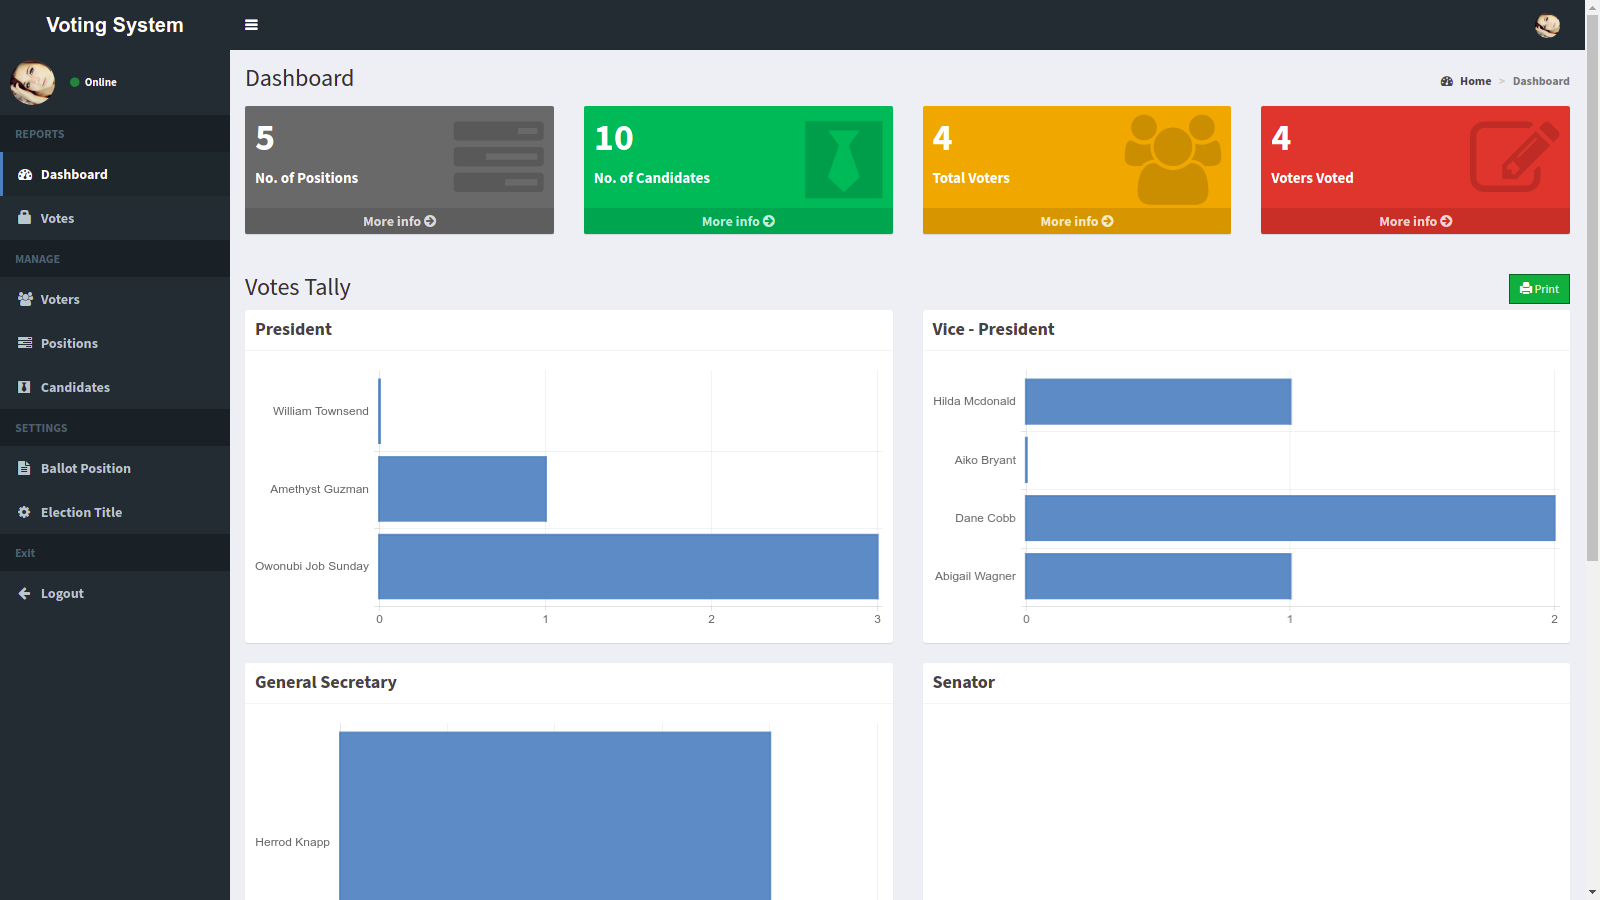 Voting System
Online
REPORTS
Dashboard
Votes
MANAGE
Voters
Positions
Candidates
SETTINGS
Ballot Position
Election Title
Exit
Logout
Dashboard
Home > Dashboard
5
No. of Positions
More info
10
No. of Candidates
More info
4
Total Voters
More info
4
Voters Voted
More info
Votes Tally
Print
President
William Townsend
Amethyst Guzman
Owonubi Job Sunday
0 1 2 3
Vice - President
Hilda Mcdonald
Aiko Bryant
Dane Cobb
Abigail Wagner
0 1 2
General Secretary
Herrod Knapp
Senator